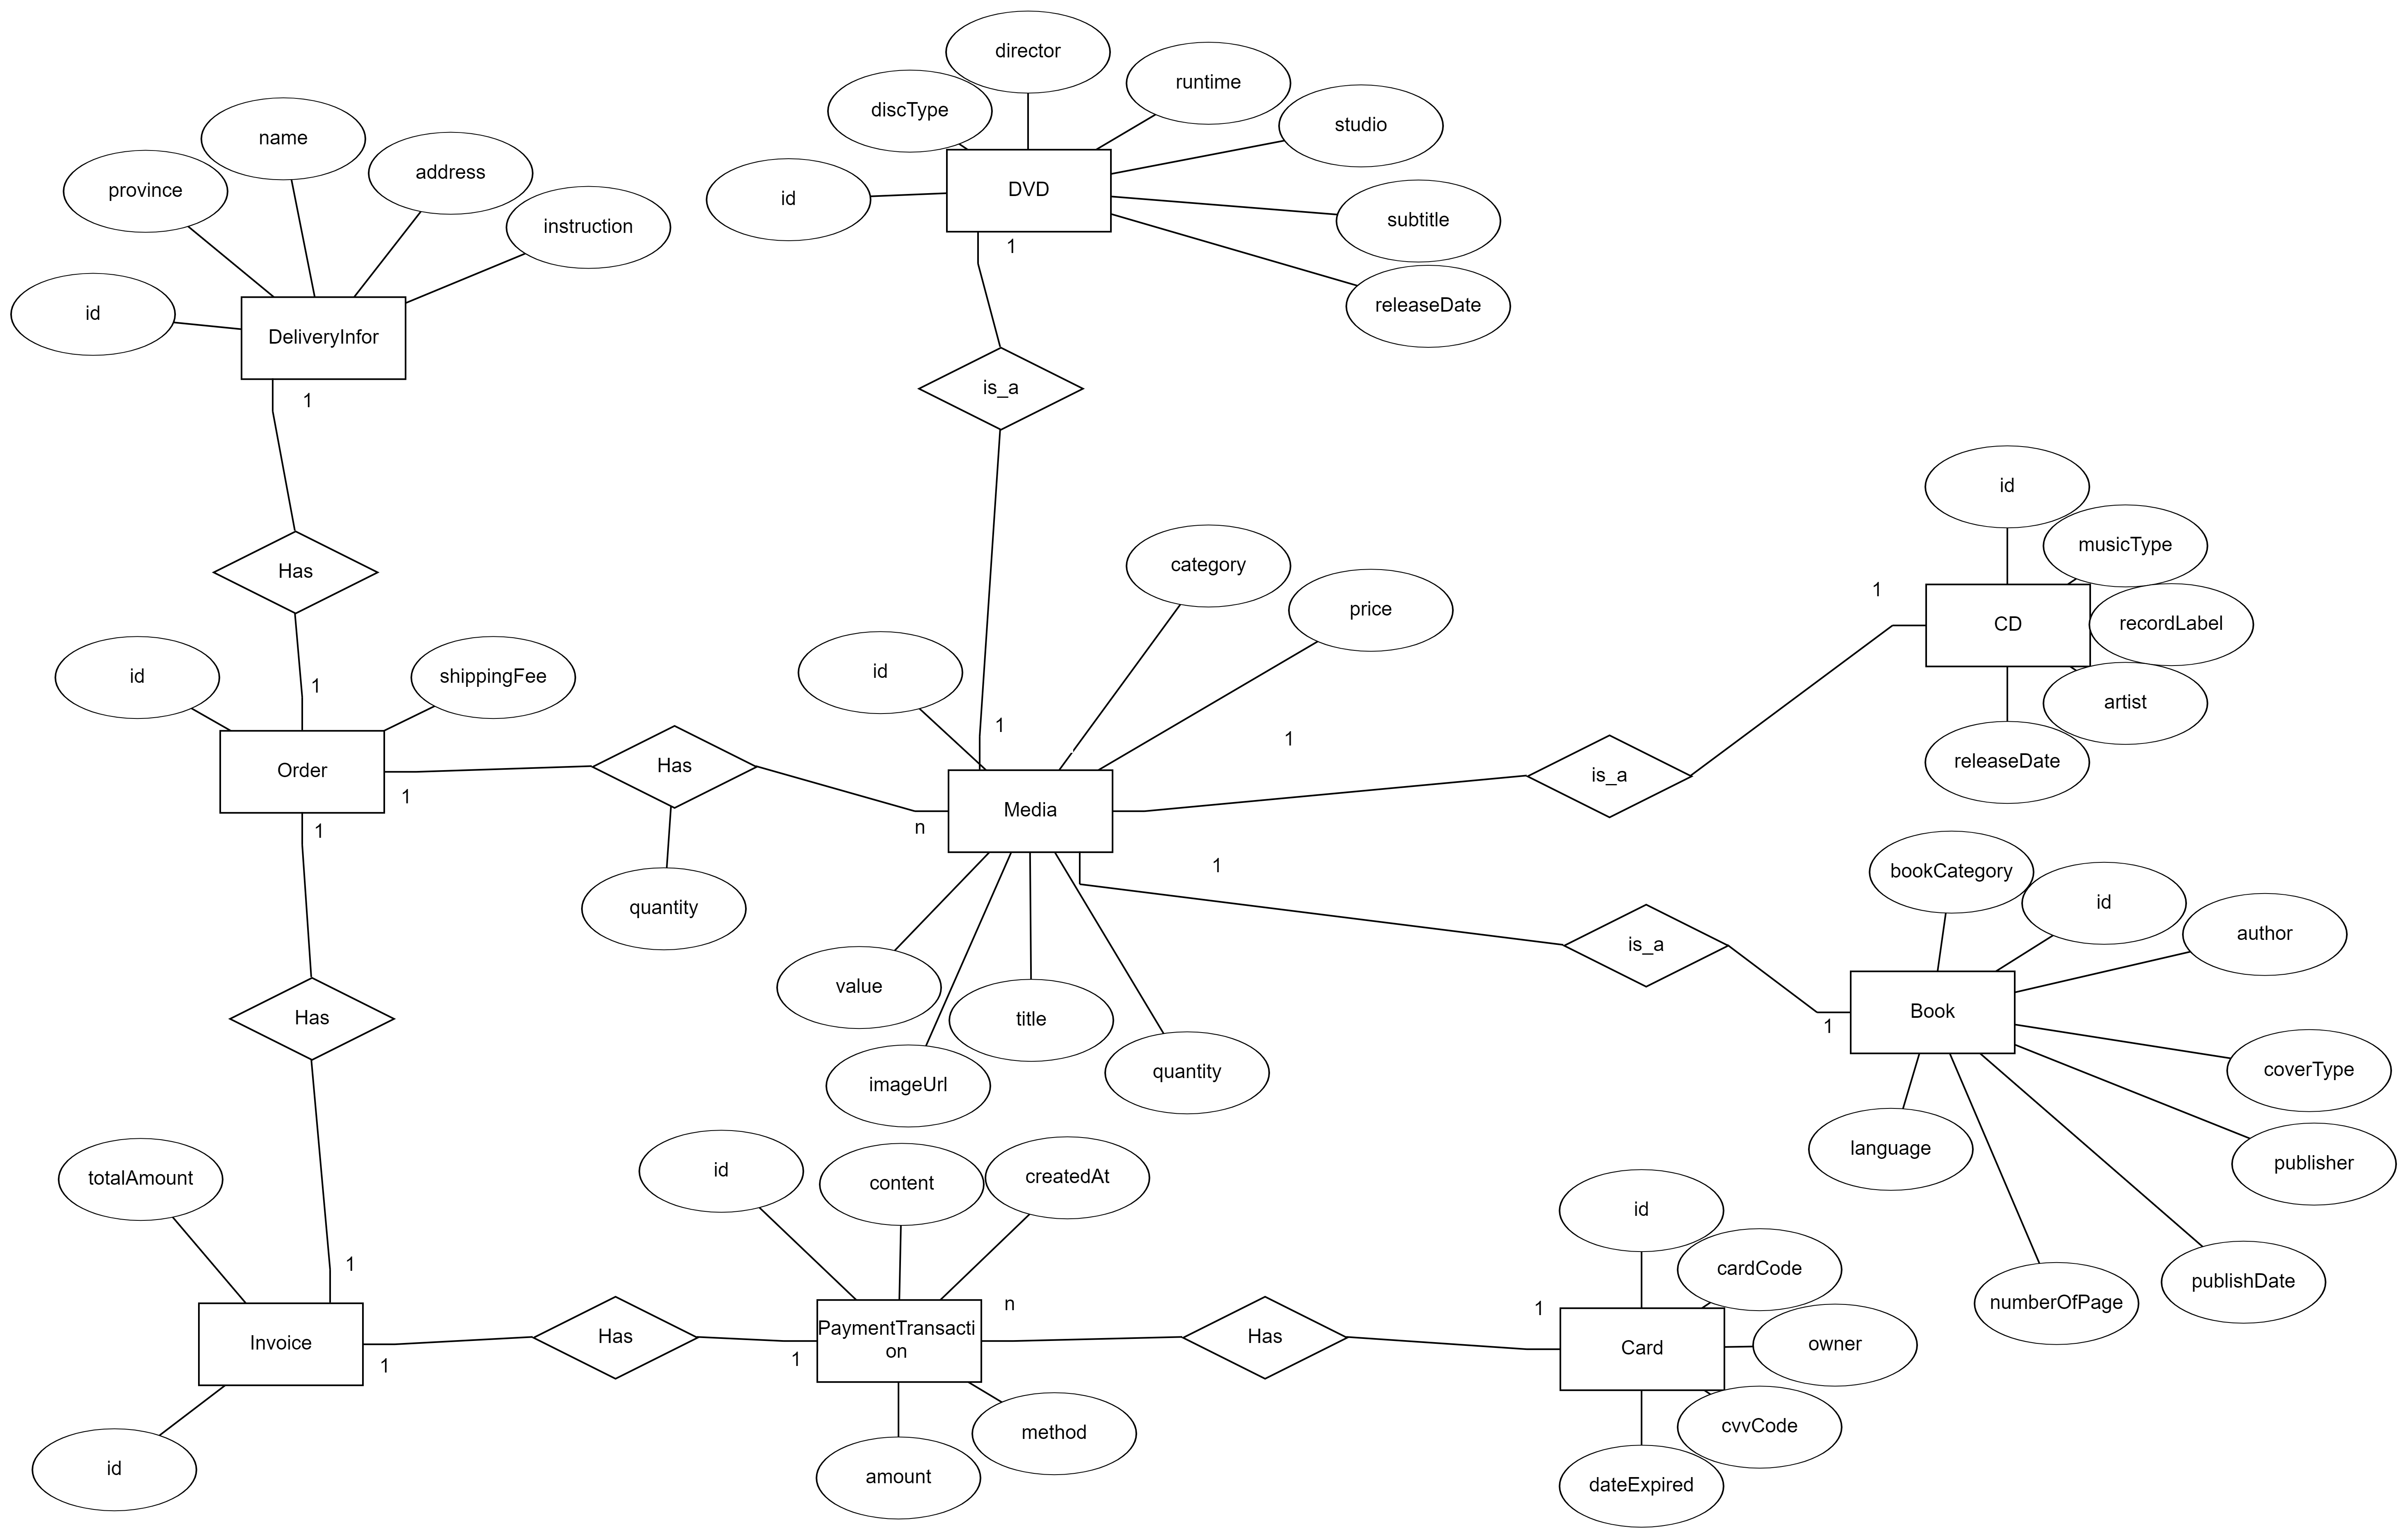 director
runtime
discType
studio
name
address
province
DVD
id
subtitle
instruction
1
releaseDate
id
DeliveryInfor
is_a
1
id
musicType
category
Has
1
price
recordLabel
CD
id
id
shippingFee
1
artist
1
1
releaseDate
Has
is_a
Order
1
Media
n
1
1
bookCategory
id
quantity
author
is_a
value
Book
Has
title
1
imageUrl
quantity
coverType
language
publisher
totalAmount
id
content
createdAt
id
1
cardCode
publishDate
n
1
numberOfPage
PaymentTransacti
on
Invoice
Has
Has
Card
owner
1
1
method
cvvCode
id
amount
dateExpired